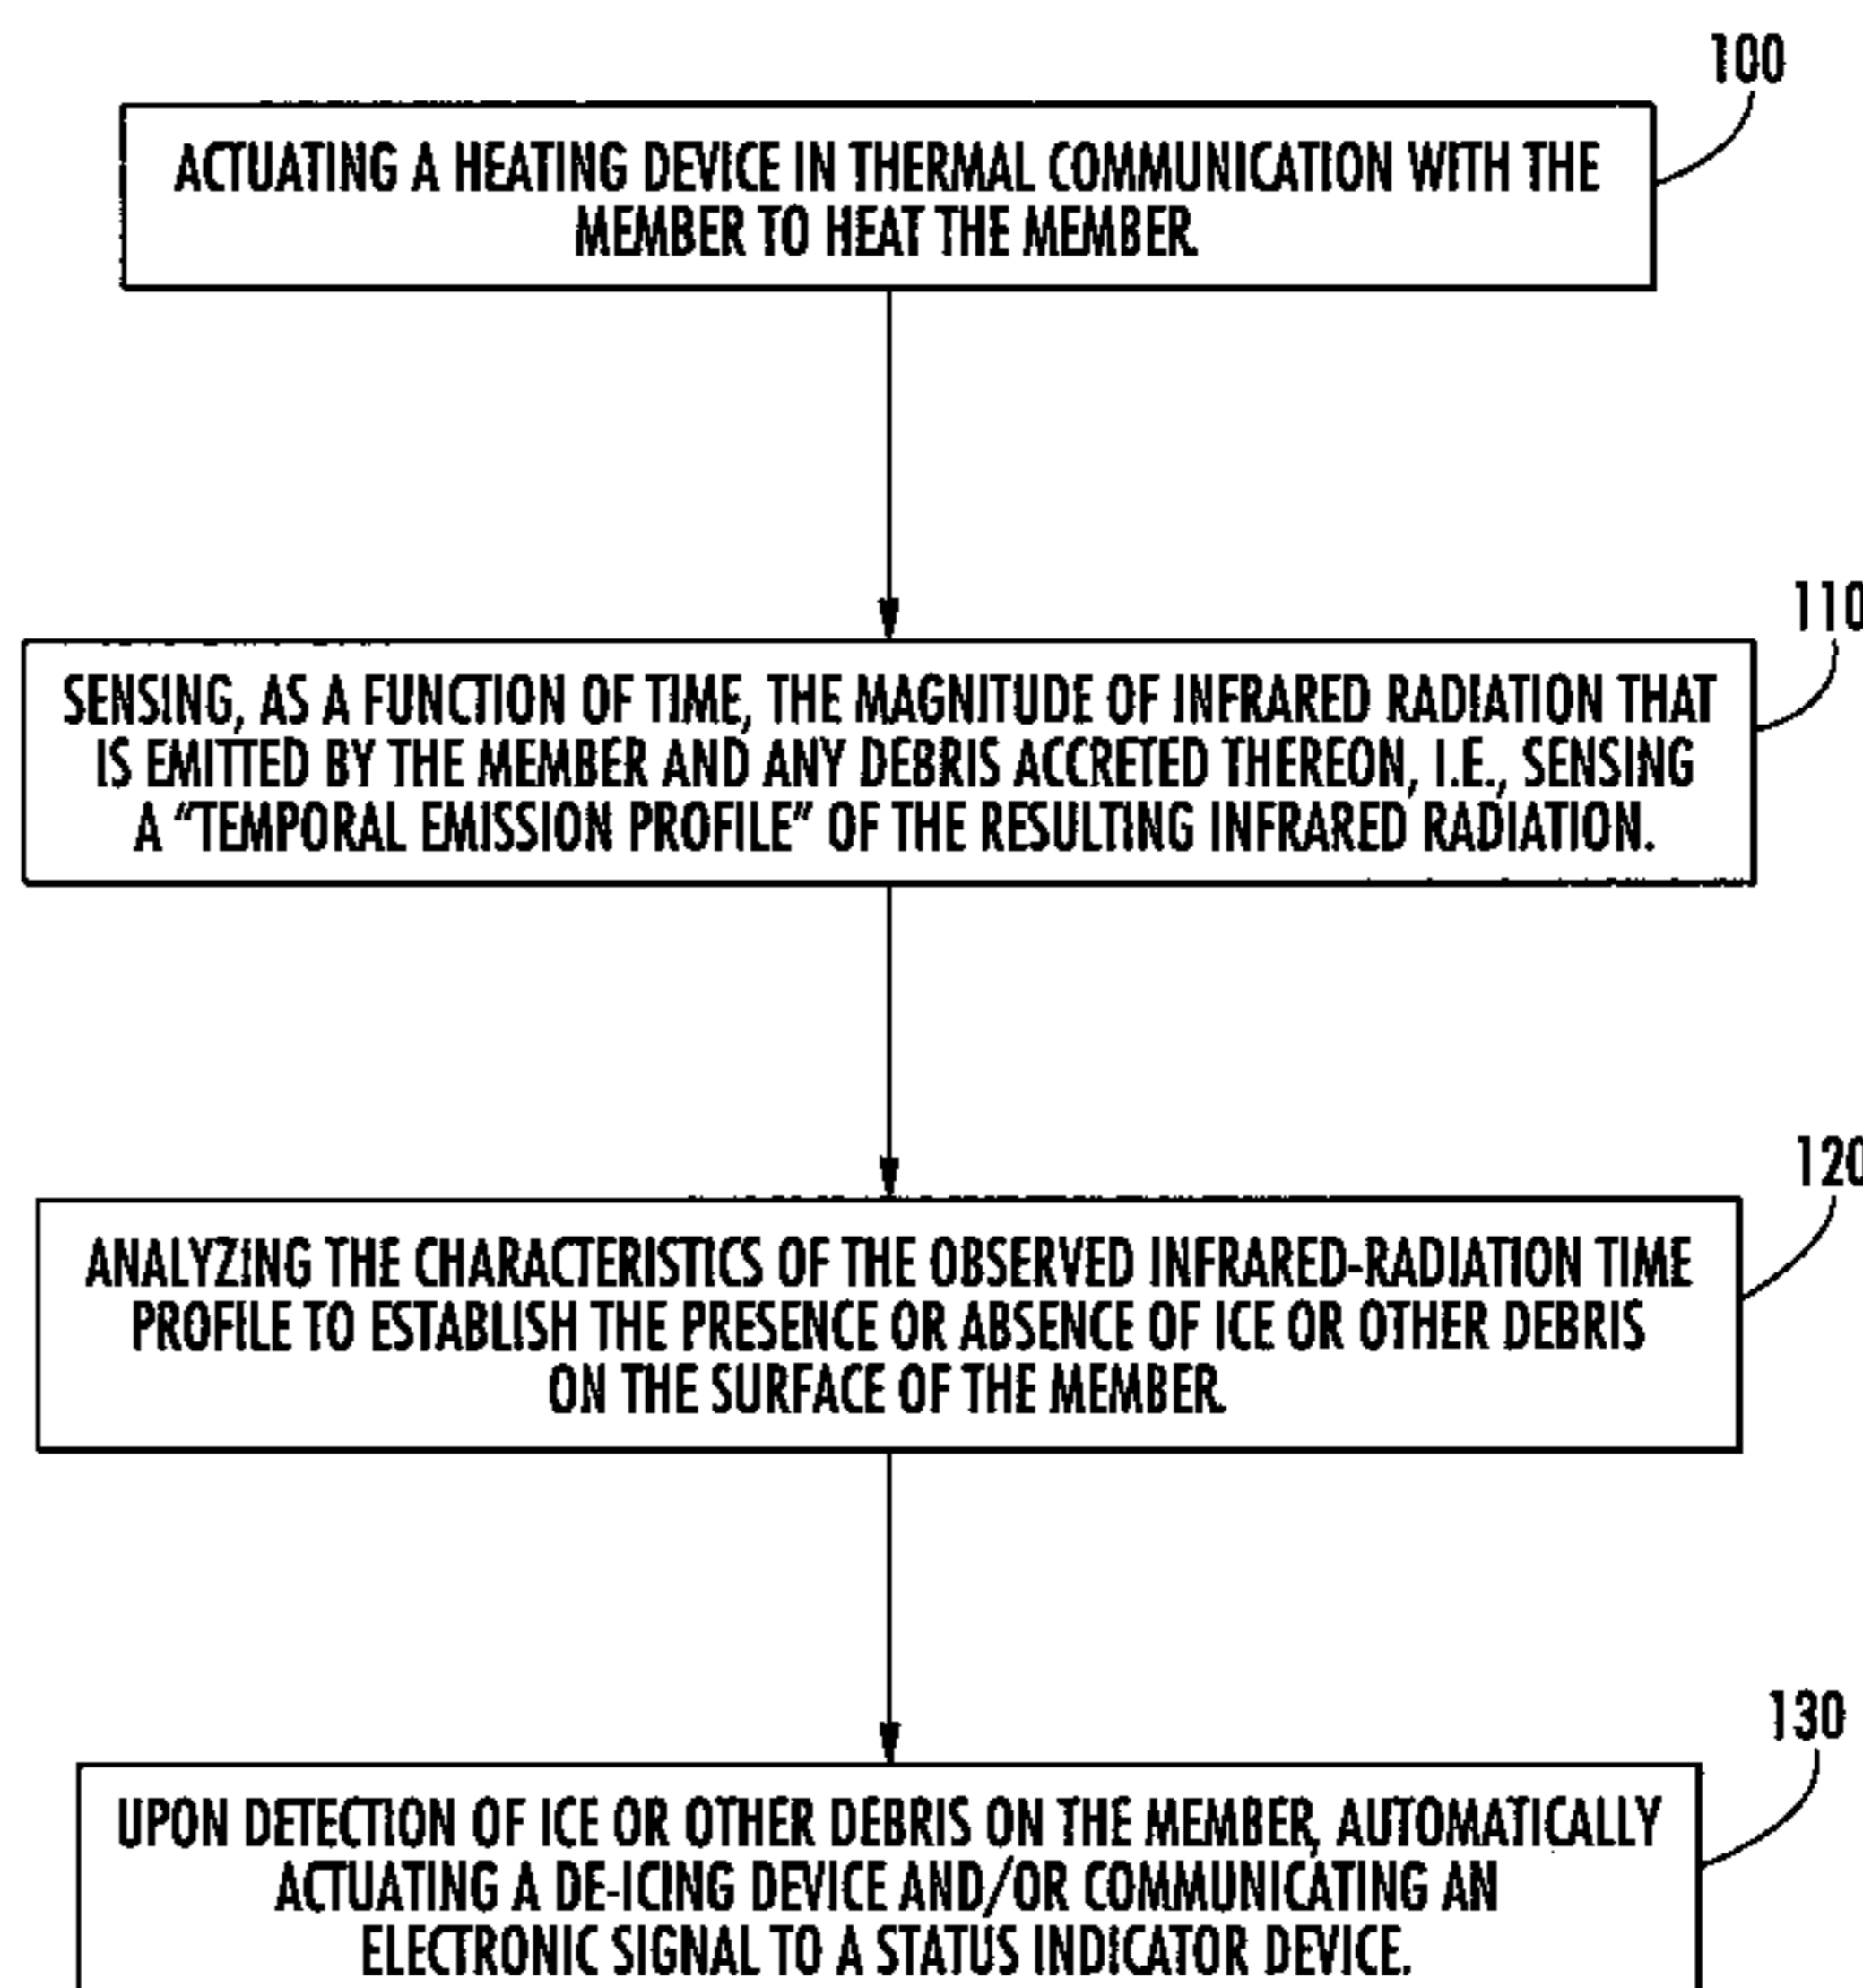 100
ACTUATING A HEATING DEVICE IN THERMAL COMMUNICATION WITH THE
MEMBER TO HEAT THE MEMBER.
110
SENSING, AS A FUNCTION OF TIME, THE MAGNITUDE OF INFRARED RADIATION THAT
IS EMITTED BY THE MEMBER AND ANY DEBRIS ACCRETED THEREON, I.E., SENSING
A "TEMPORAL EMISSION PROFILE" OF THE RESULTING INFRARED RADIATION.
120
ANALYZING THE CHARACTERISTICS OF THE OBSERVED INFRARED-RADIATION TIME
PROFILE TO ESTABLISH THE PRESENCE OR ABSENCE OF ICE OR OTHER DEBRIS
ON THE SURFACE OF THE MEMBER.
130
UPON DETECTION OF ICE OR OTHER DEBRIS ON THE MEMBER, AUTOMATICALLY
ACTUATING A DE-ICING DEVICE AND/OR COMMUNICATING AN
ELECTRONIC SIGNAL TO A STATUS INDICATOR DEVICE.